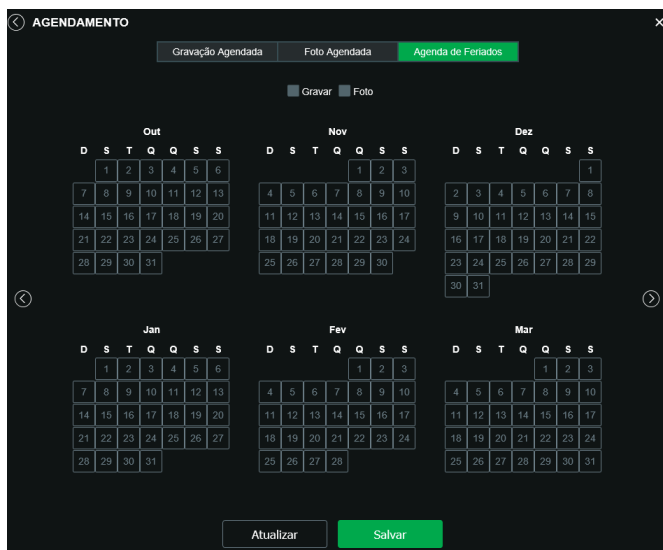 AGENDAMENTO
Gravação Agendada Foto Agendada Agenda de Feriados
Gravar Foto
Out Nov Dez
D S T Q Q S S D S T Q Q S S D S T Q Q S S
1 2 3 4 5 6 1 2 3 1
7 8 9 10 11 12 13 4 5 6 7 8 9 10 2 3 4 5 6 7 8
14 15 16 17 18 19 20 11 12 13 14 15 16 17 9 10 11 12 13 14 15
21 22 23 24 25 26 27 18 19 20 21 22 23 24 16 17 18 19 20 21 22
28 29 30 31 25 26 27 28 29 30 23 24 25 26 27 28 29
30 31
Jan Fev Mar
D S T Q Q S S D S T Q Q S S D S T Q Q S S
1 2 3 4 5 6 1 2 3 1 2 3
7 8 9 10 11 12 13 4 5 6 7 8 9 10 4 5 6 7 8 9 10
14 15 16 17 18 19 20 11 12 13 14 15 16 17 11 12 13 14 15 16 17
21 22 23 24 25 26 27 18 19 20 21 22 23 24 18 19 20 21 22 23 24
28 29 30 31 25 26 27 28 25 26 27 28 29 30 31
Atualizar Salvar